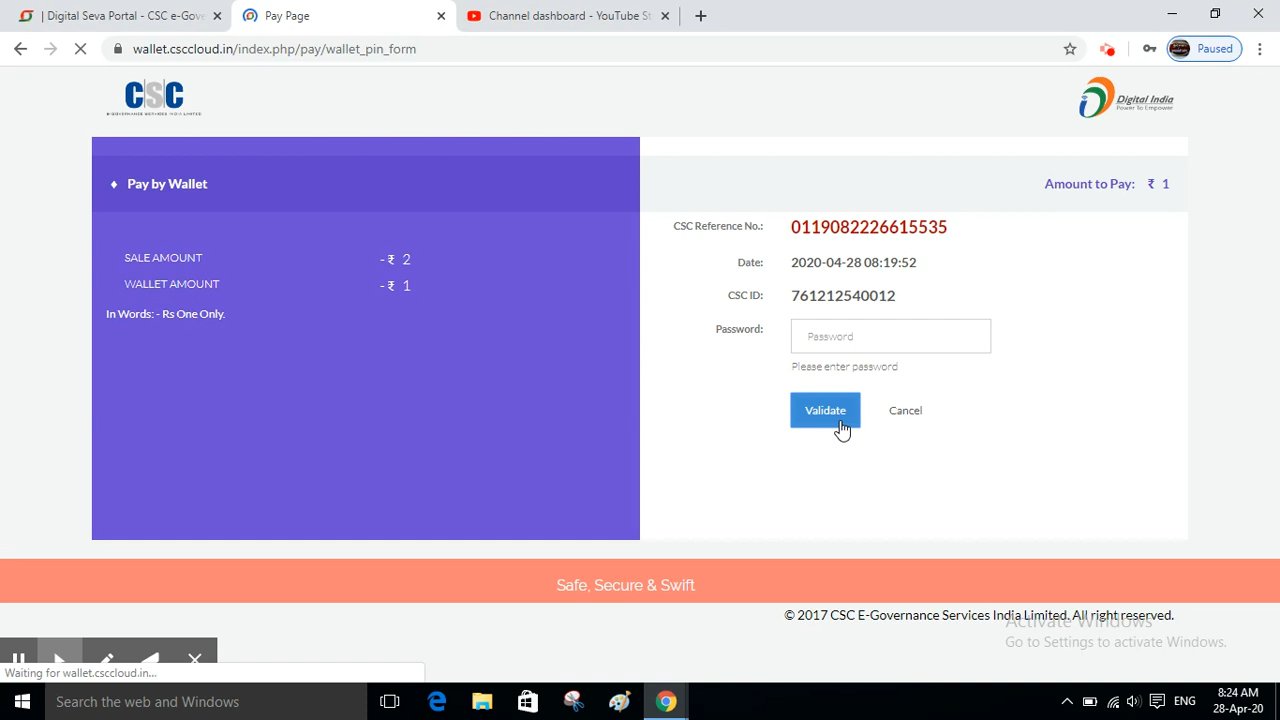 | Digital Seva Portal - CSC e-Gove
Pay Page
Channel dashboard - YouTube St
wallet.csccloud.in/index.php/pay/wallet_pin_form
Paused
CSC
E-GOVERNANCE SERVICES INDIA LIMITED
Digital India
Power To Empower
♦ Pay by Wallet
Amount to Pay: ₹ 1
SALE AMOUNT - ₹ 2
WALLET AMOUNT - ₹ 1
In Words: - Rs One Only.
CSC Reference No.: 0119082226615535
Date: 2020-04-28 08:19:52
CSC ID: 761212540012
Password: Password
Please enter password
Validate Cancel
Safe, Secure & Swift
© 2017 CSC E-Governance Services India Limited. All right reserved.
Activate Windows
Go to Settings to activate Windows.
Waiting for wallet.csccloud.in...
Search the web and Windows
ENG
8:24 AM
28-Apr-20